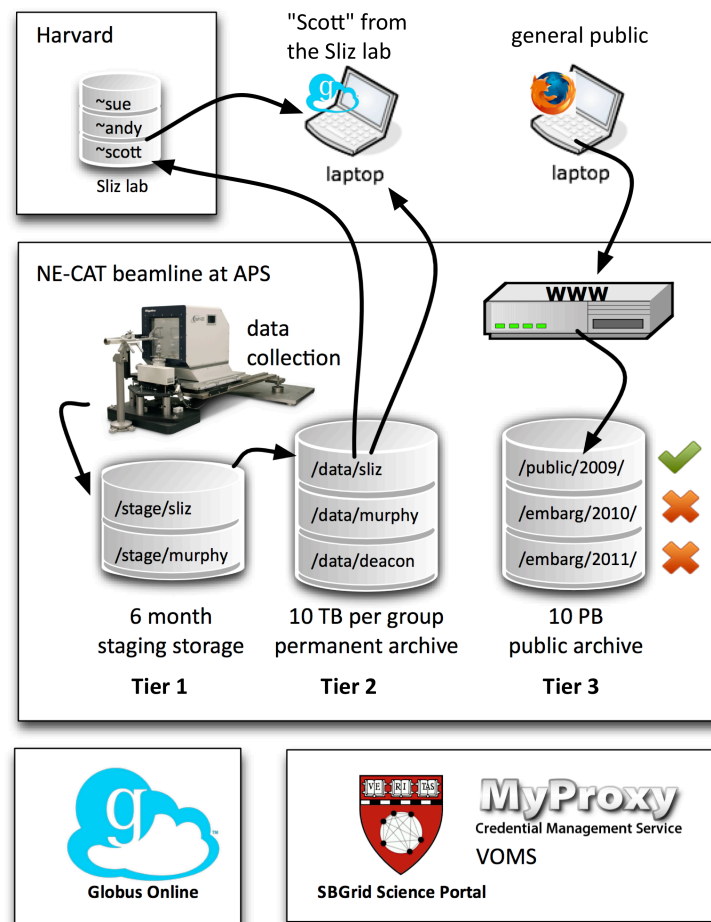 Harvard
~sue
~andy
~scott
Sliz lab
"Scott" from
the Sliz lab
g
laptop
general public
laptop
NE-CAT beamline at APS
data
collection
WWW
/stage/sliz
/stage/murphy
/data/sliz
/data/murphy
/data/deacon
/public/2009/
/embarg/2010/
/embarg/2011/
6 month
staging storage
Tier 1
10 TB per group
permanent archive
Tier 2
10 PB
public archive
Tier 3
g
TM
Globus Online
VE RI TAS
SBGrid Science Portal
MyProxy
Credential Management Service
VOMS